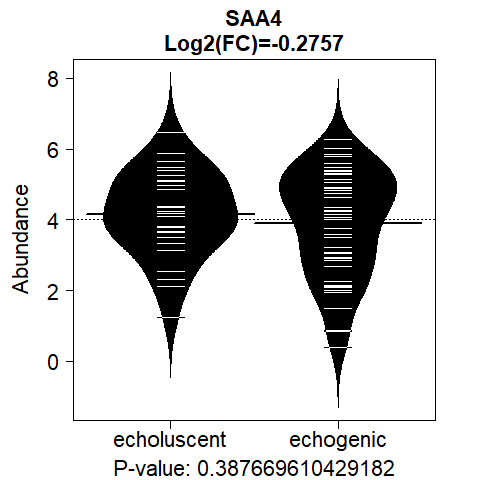 SAA4
Log2(FC)=-0.2757
Abundance
8
6
4
2
0
echoluscent echogenic
P-value: 0.387669610429182